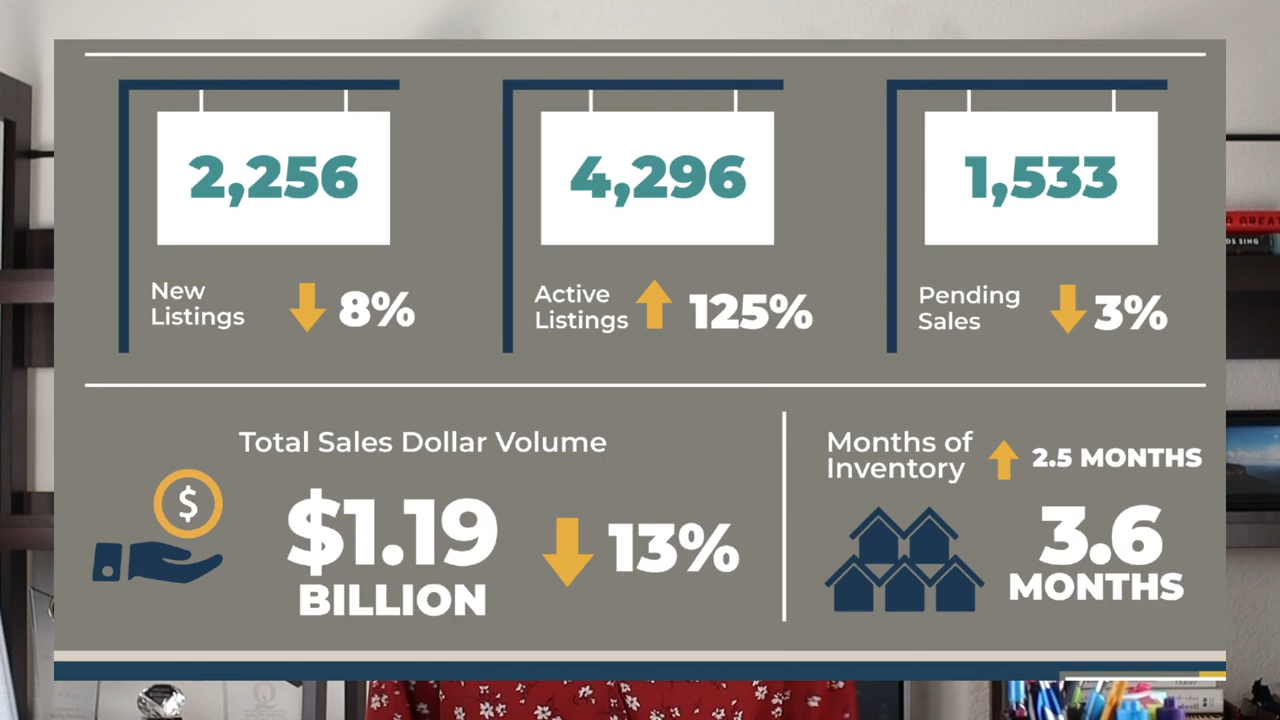 2,256
New
Listings
8%
4,296
Active
Listings
125%
1,533
Pending
Sales
3%
Total Sales Dollar Volume
$
$1.19
BILLION
13%
Months of
Inventory
2.5 MONTHS
3.6
MONTHS